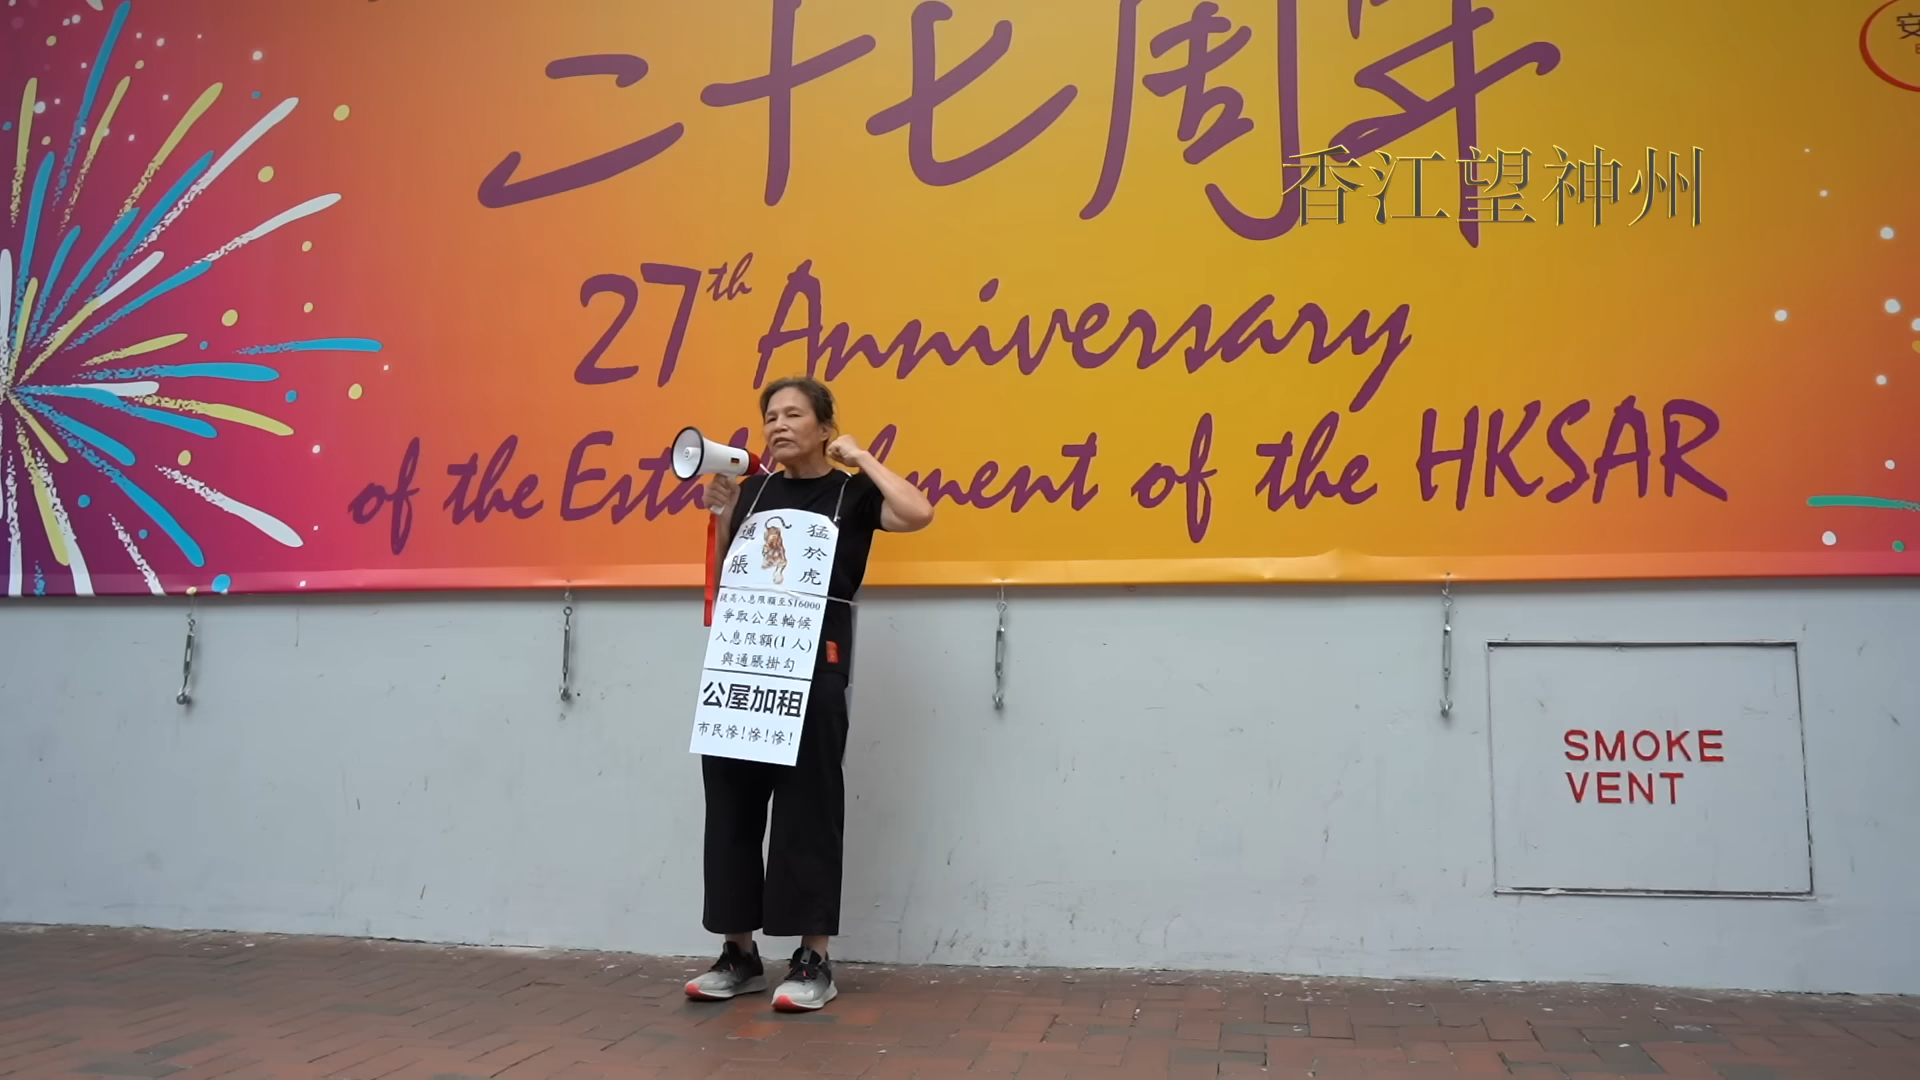 二十七周年
香江望神州
27th Anniversary
of the Esta ment of the HKSAR
通脹
猛於虎
提高入息限額至$16000
爭取公屋輪候
入息限額(1人)
與通脹掛勾
公屋加租
市民慘!慘!慘!
SMOKE
VENT